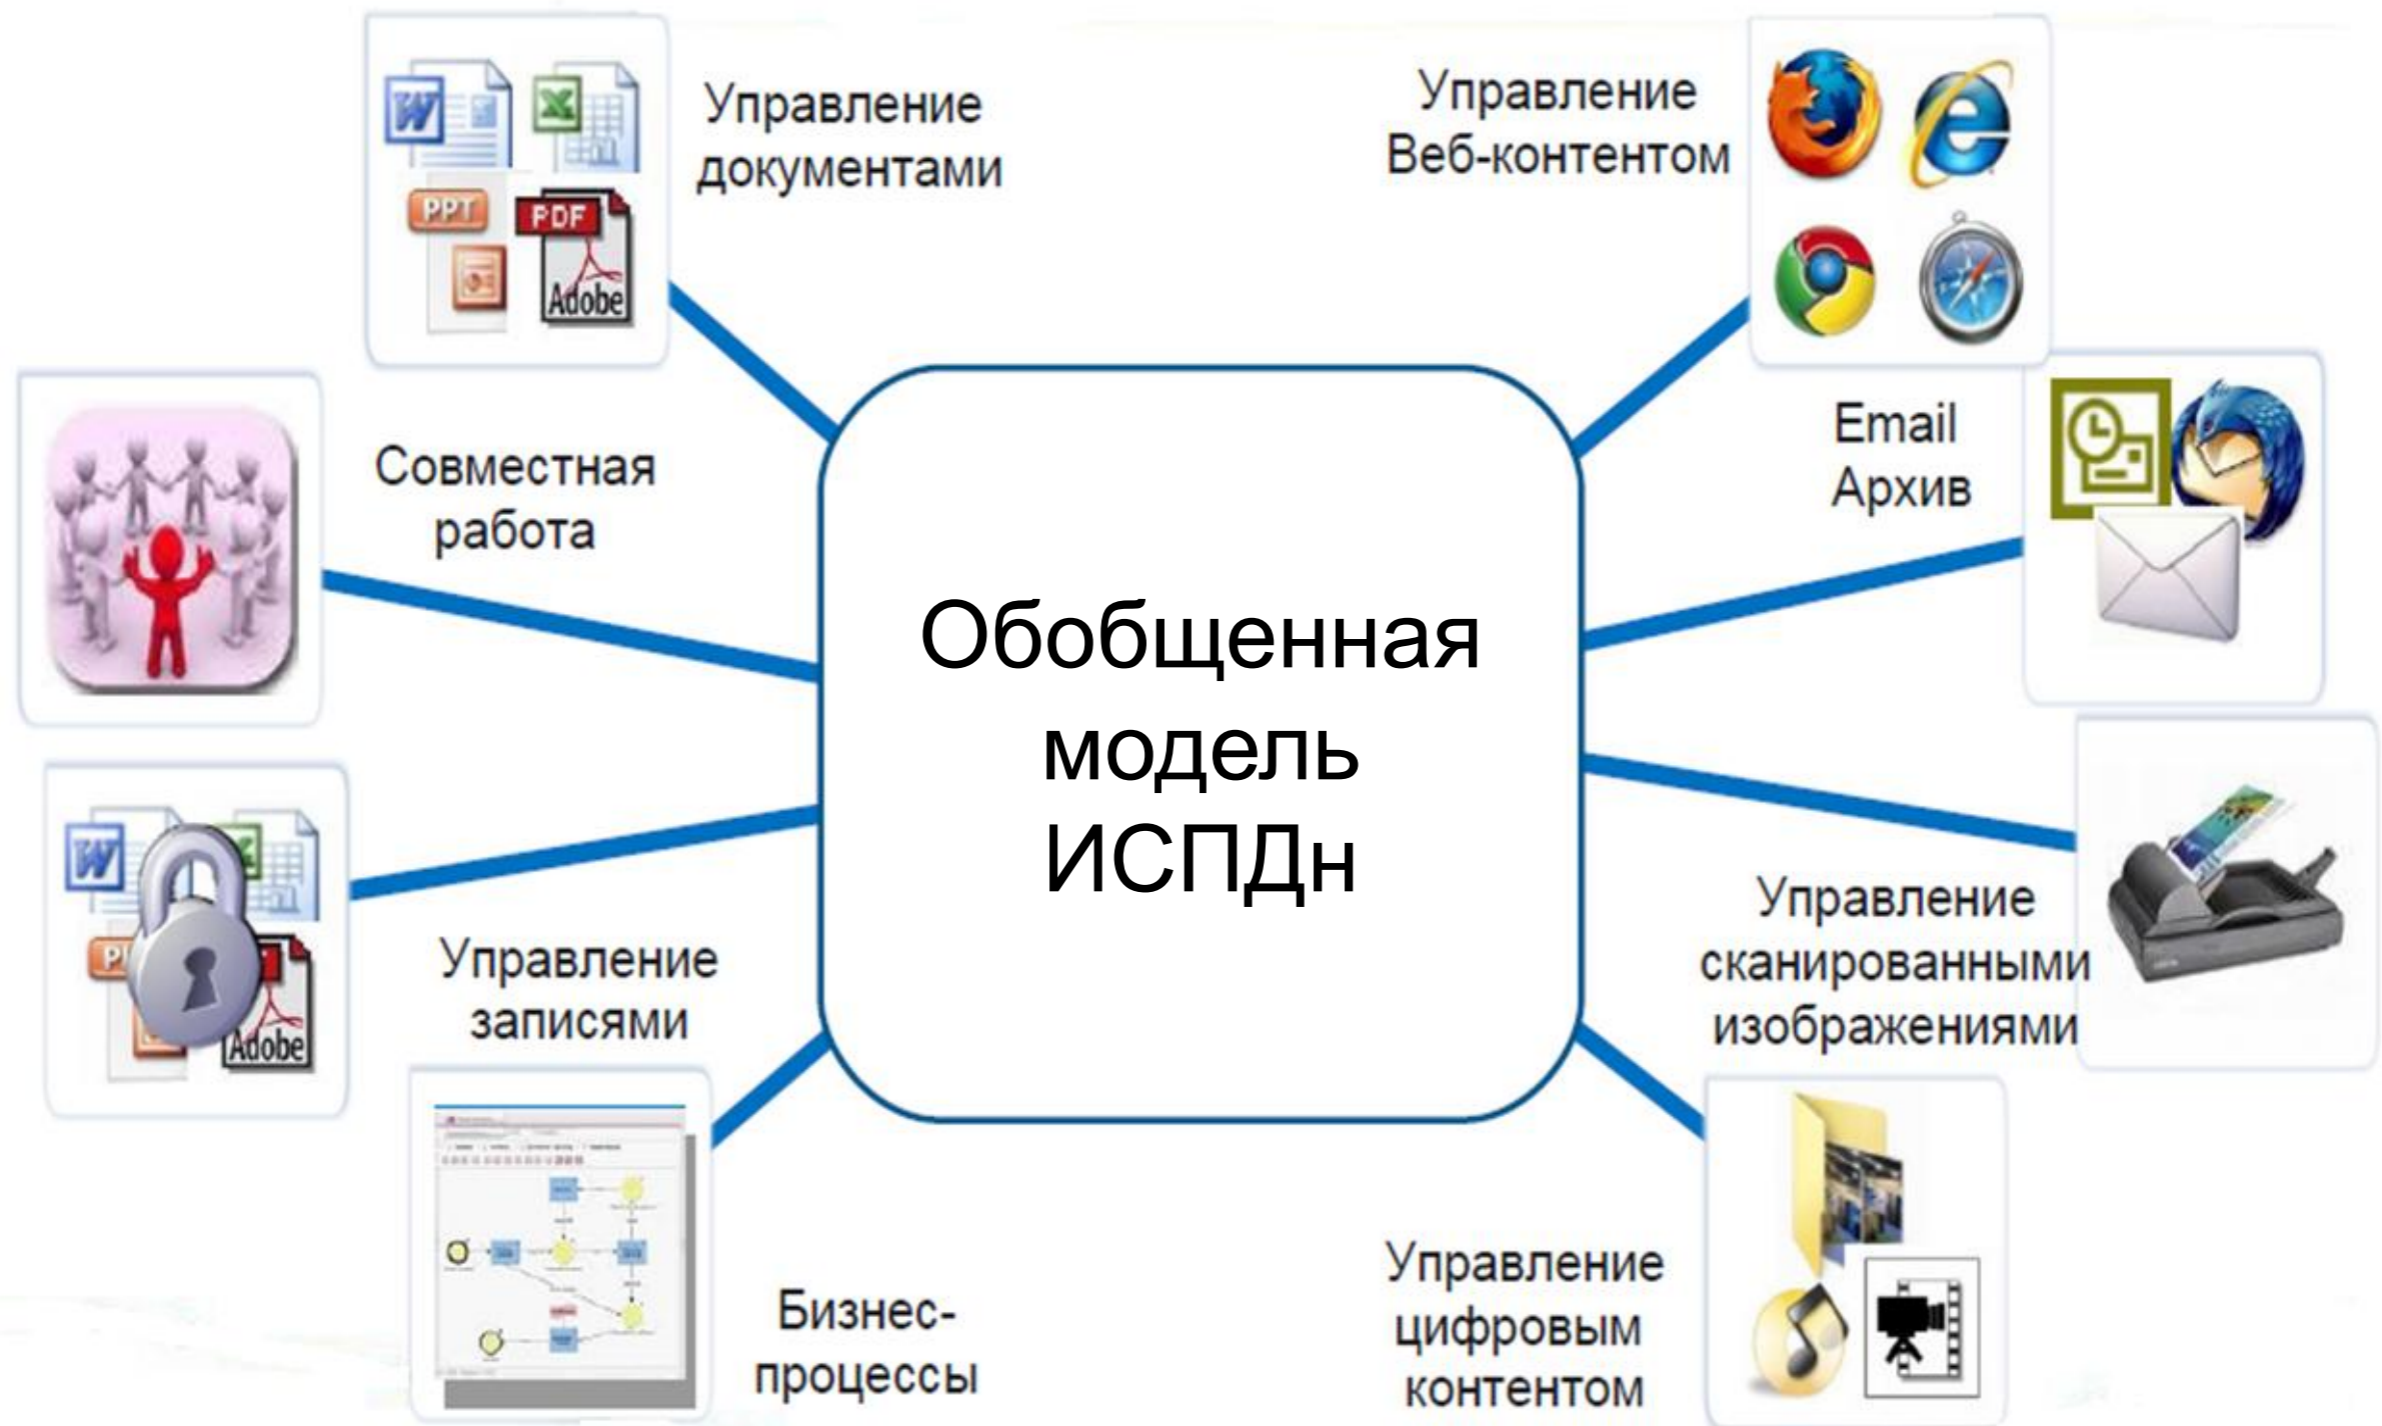 Управление
документами
W
X
PPT
PDF
Adobe
Управление
Веб-контентом
Совместная
работа
Email
Архив
Обобщенная
модель
ИСПДн
W
Adobe
Управление
записями
Управление
сканированными
изображениями
Бизнес-
процессы
Управление
цифровым
контентом